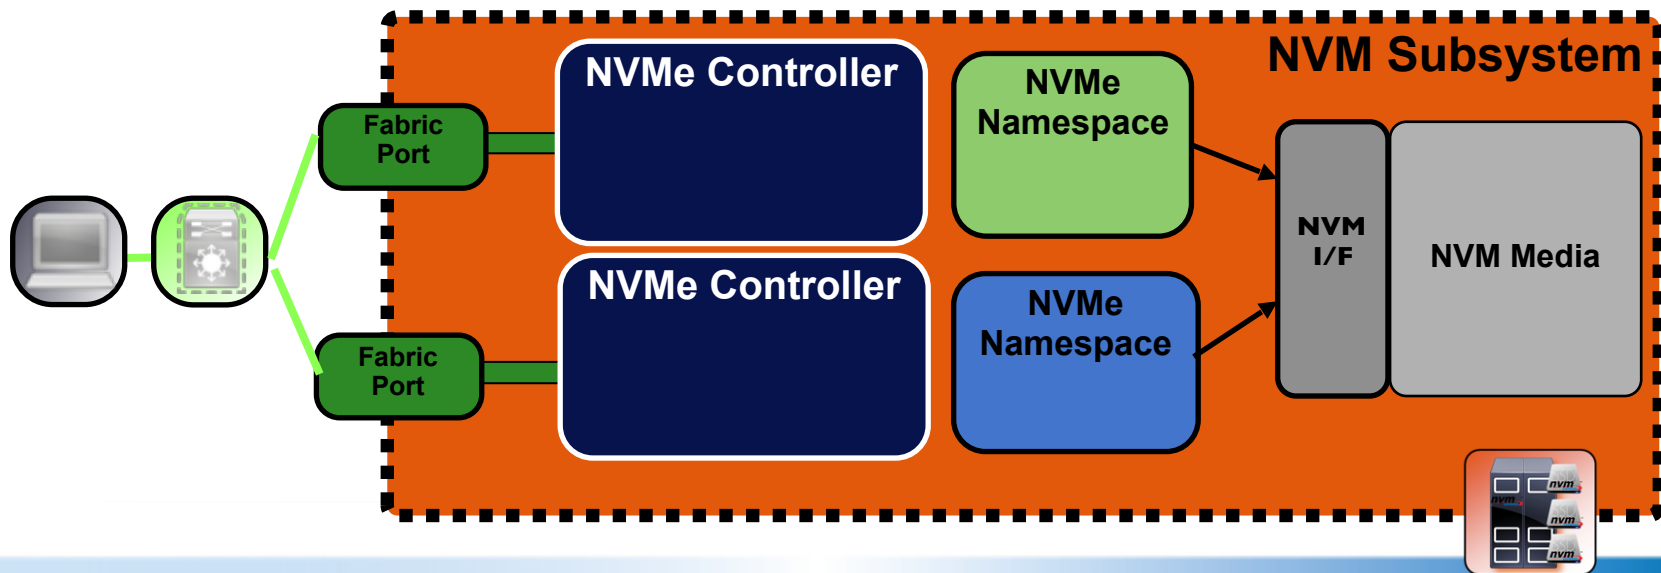 NVM Subsystem
NVMe Controller
NVMe
Namespace
Fabric
Port
NVM
I/F
NVM Media
NVMe Controller
NVMe
Namespace
Fabric
Port
nvm
nvm
nvm
nvm